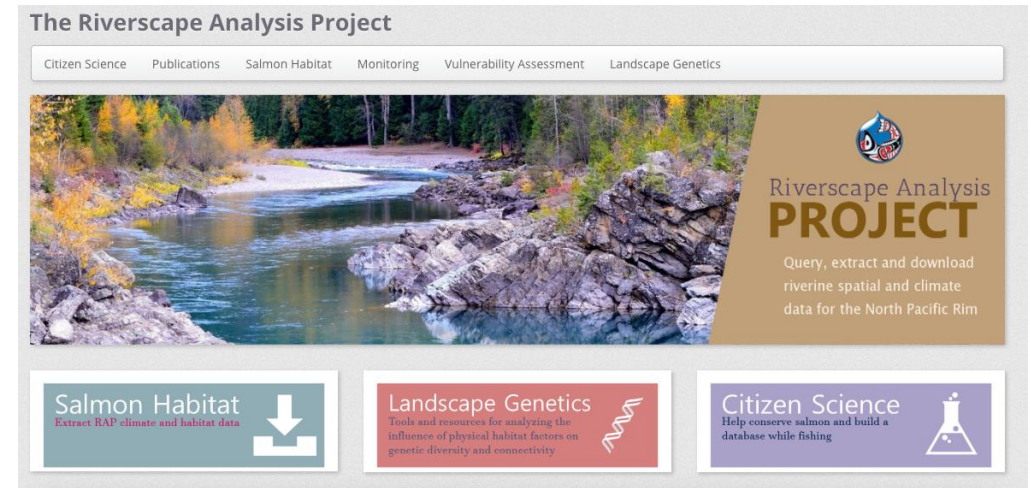 The Riverscape Analysis Project
Citizen Science Publications Salmon Habitat Monitoring Vulnerability Assessment Landscape Genetics
Riverscape Analysis
PROJECT
Query, extract and download
riverine spatial and climate
data for the North Pacific Rim
Salmon Habitat
Extract RAP climate and habitat data
Landscape Genetics
Tools and resources for analyzing the
influence of physical habitat factors on
genetic diversity and connectivity
Citizen Science
Help conserve salmon and build a
database while fishing